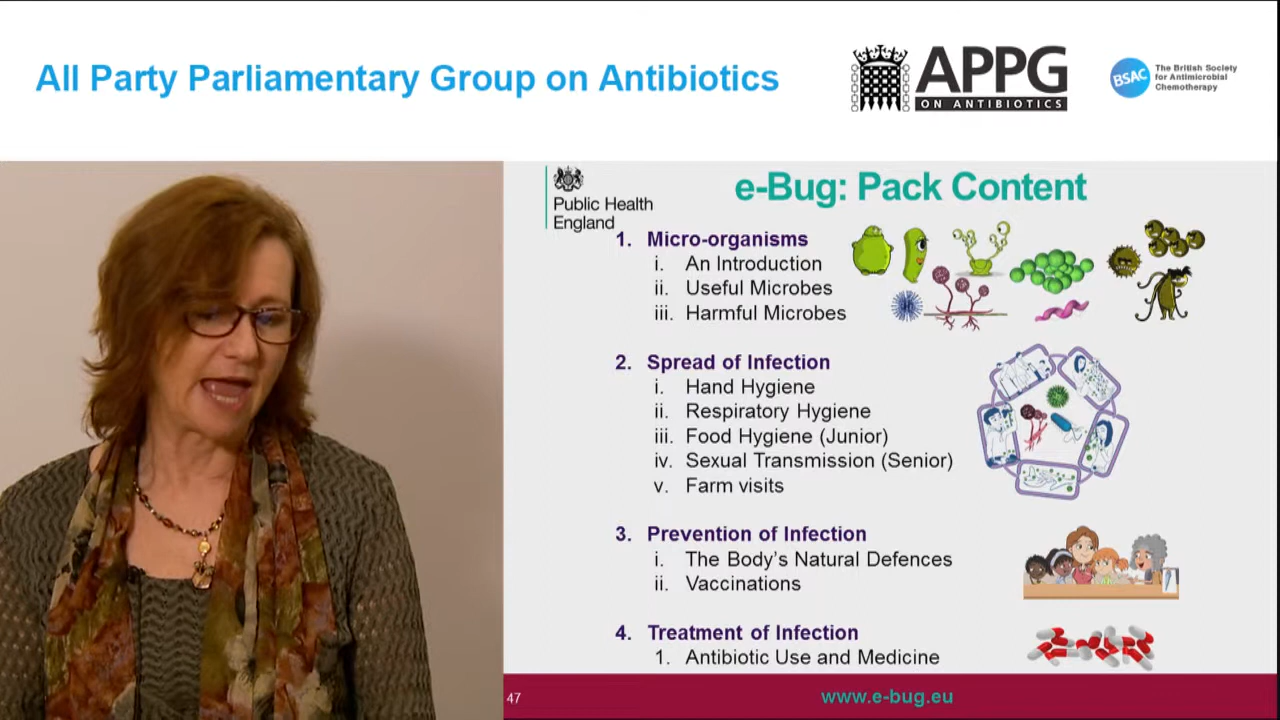 All Party Parliamentary Group on Antibiotics
APPG
ON ANTIBIOTICS
BSAC
The British Society
for Antimicrobial
Chemotherapy
Public Health
England
e-Bug: Pack Content
1. Micro-organisms
i. An Introduction
ii. Useful Microbes
iii. Harmful Microbes
2. Spread of Infection
i. Hand Hygiene
ii. Respiratory Hygiene
iii. Food Hygiene (Junior)
iv. Sexual Transmission (Senior)
v. Farm visits
3. Prevention of Infection
i. The Body's Natural Defences
ii. Vaccinations
4. Treatment of Infection
1. Antibiotic Use and Medicine
47
www.e-bug.eu